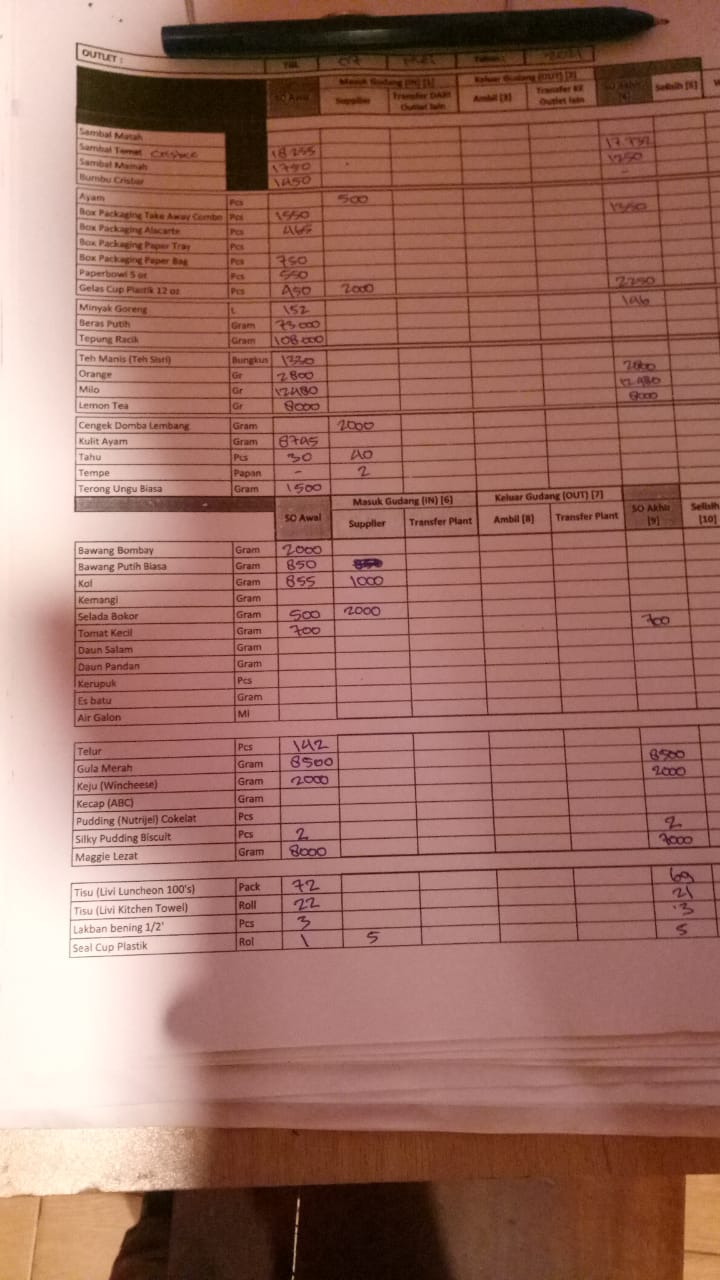 OUTLET :
TGL 07 Mei Tahun : 2021
SO Awal Masuk Gudang (IN) [1] Keluar Gudang (OUT) [2] SO Akhir [4] Selisih [5]
Supplier Transfer DARI Outlet lain Ambil [3] Transfer KE Outlet lain
Sambal Matah
Sambal Tomat 18255
Sambal Mamah 1750 1250
Bumbu Crisbar 1450 -
Ayam Pcs 500
Box Packaging Take Away Combo Pcs 1550 1350
Box Packaging Alacarte Pcs 465
Box Packaging Paper Tray Pcs
Box Packaging Paper Bag Pcs 750
Paperbowl 5 oz Pcs 550
Gelas Cup Plastik 12 oz Pcs 450 2000 2250
Minyak Goreng L 152 146
Beras Putih Gram 73000
Tepung Racik Gram 108000
Teh Manis (Teh Sisri) Bungkus 1330
Orange Gr 2800 2800
Milo Gr 12480 12480
Lemon Tea Gr 8000 8000
Cengek Domba Lembang Gram 2000
Kulit Ayam Gram 8745
Tahu Pcs 30 40
Tempe Papan - 2
Terong Ungu Biasa Gram 1500
SO Awal Masuk Gudang (IN) [6] Keluar Gudang (OUT) [7] SO Akhir [9] Selisih [10]
Supplier Transfer Plant Ambil [8] Transfer Plant
Bawang Bombay Gram 2000
Bawang Putih Biasa Gram 850
Kol Gram 855 1000
Kemangi Gram
Selada Bokor Gram 500 2000
Tomat Kecil Gram 700 700
Daun Salam Gram
Daun Pandan Gram
Kerupuk Pcs
Es batu Gram
Air Galon Ml
Telur Pcs 142
Gula Merah Gram 8500 8500
Keju (Wincheese) Gram 2000 2000
Kecap (ABC) Gram
Pudding (Nutrijel) Cokelat Pcs
Silky Pudding Biscuit Pcs 2 2
Maggie Lezat Gram 8000 7000
Tisu (Livi Luncheon 100's) Pack 72 69
Tisu (Livi Kitchen Towel) Roll 22 21
Lakban bening 1/2' Pcs 3 3
Seal Cup Plastik Rol 1 5 5